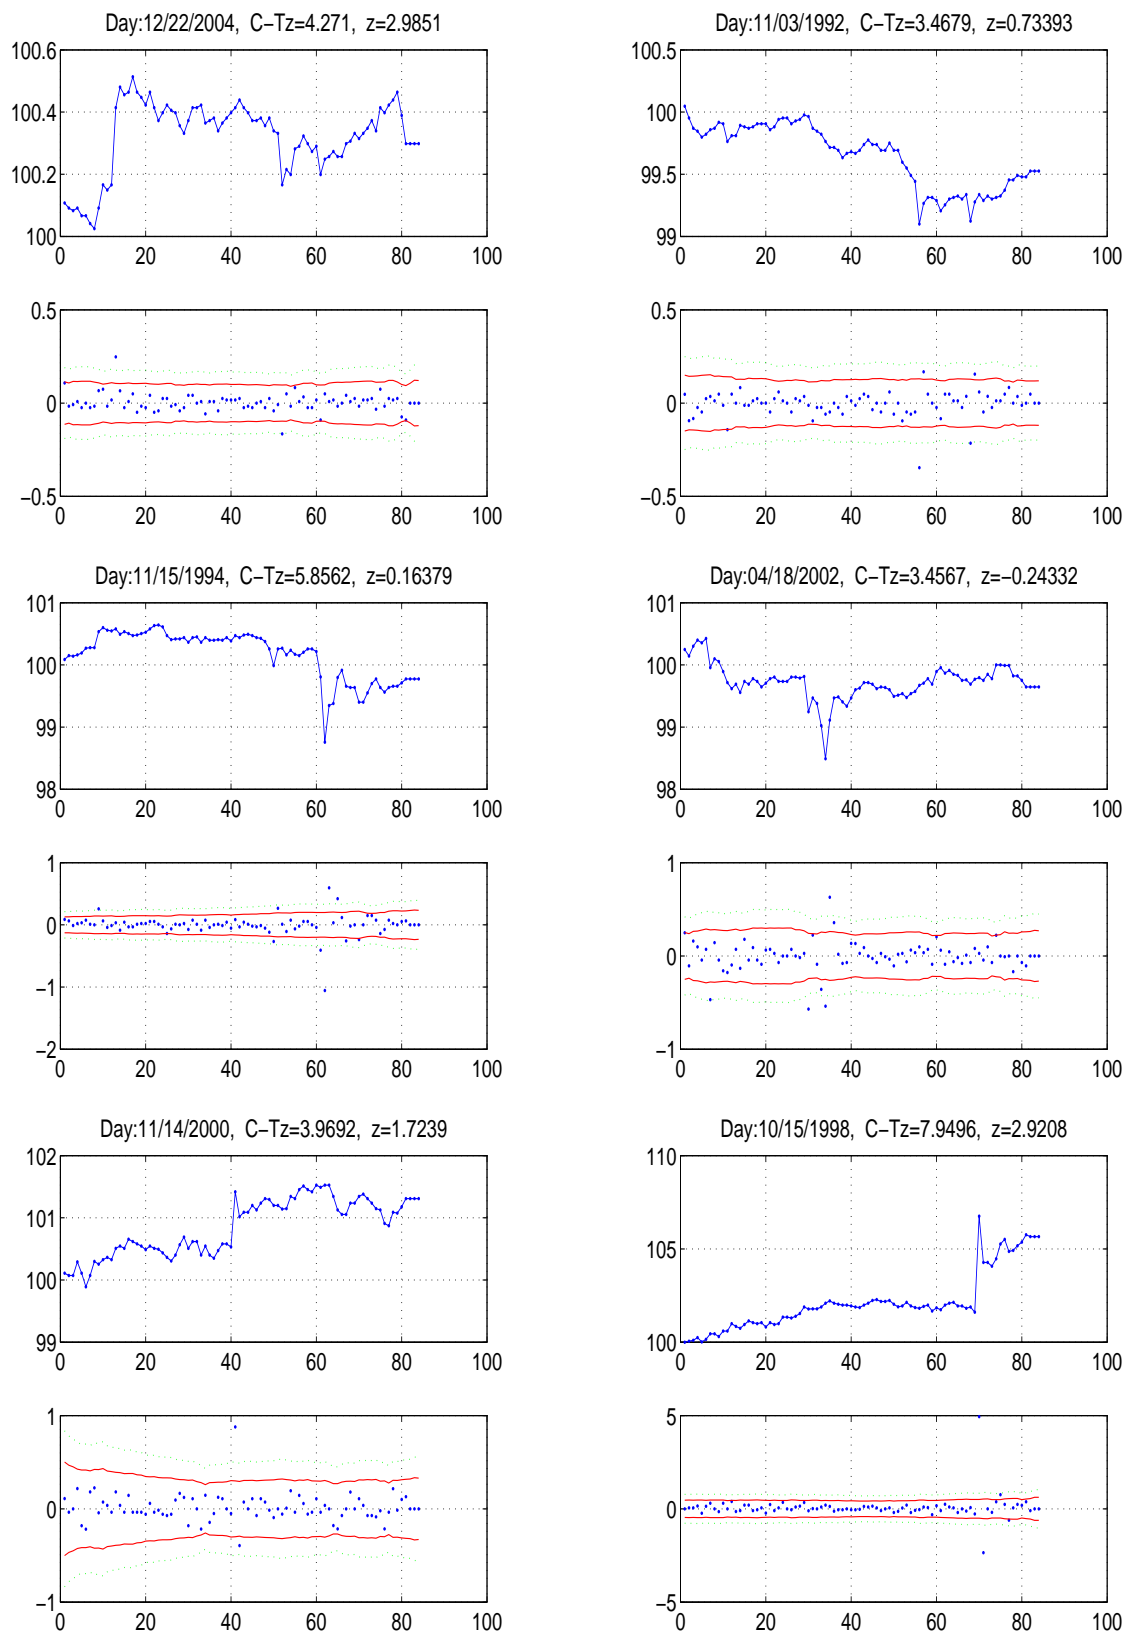 Day:12/22/2004,  C−Tz=4.271,  z=2.9851
100.6
100.4
100.2
100
0 20 40 60 80 100
0.5
0
−0.5
0 20 40 60 80 100
Day:11/03/1992,  C−Tz=3.4679,  z=0.73393
100.5
100
99.5
99
0 20 40 60 80 100
0.5
0
−0.5
0 20 40 60 80 100
Day:11/15/1994,  C−Tz=5.8562,  z=0.16379
101
100
99
98
0 20 40 60 80 100
1
0
−1
−2
0 20 40 60 80 100
Day:04/18/2002,  C−Tz=3.4567,  z=−0.24332
101
100
99
98
0 20 40 60 80 100
1
0
−1
0 20 40 60 80 100
Day:11/14/2000,  C−Tz=3.9692,  z=1.7239
102
101
100
99
0 20 40 60 80 100
1
0
−1
0 20 40 60 80 100
Day:10/15/1998,  C−Tz=7.9496,  z=2.9208
110
105
100
0 20 40 60 80 100
5
0
−5
0 20 40 60 80 100